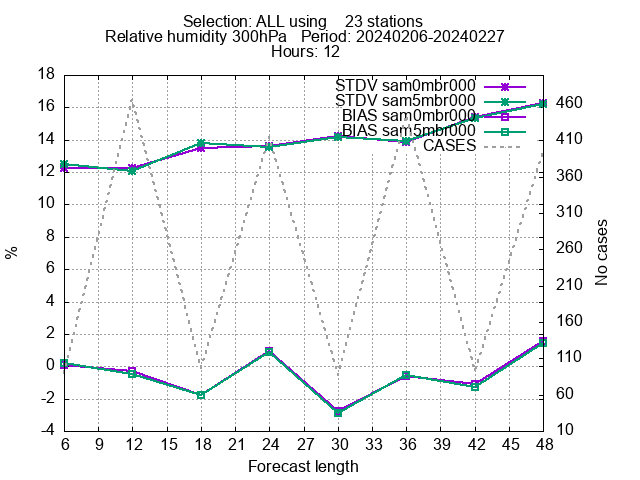 Selection: ALL using    23 stations
Relative humidity 300hPa   Period: 20240206-20240227
Hours: 12
STDV sam0mbr000
STDV sam5mbr000
BIAS sam0mbr000
BIAS sam5mbr000
CASES
18
16
14
12
10
8
6
4
2
0
-2
-4
%
460
410
360
310
260
210
160
110
60
10
No cases
6 9 12 15 18 21 24 27 30 33 36 39 42 45 48
Forecast length